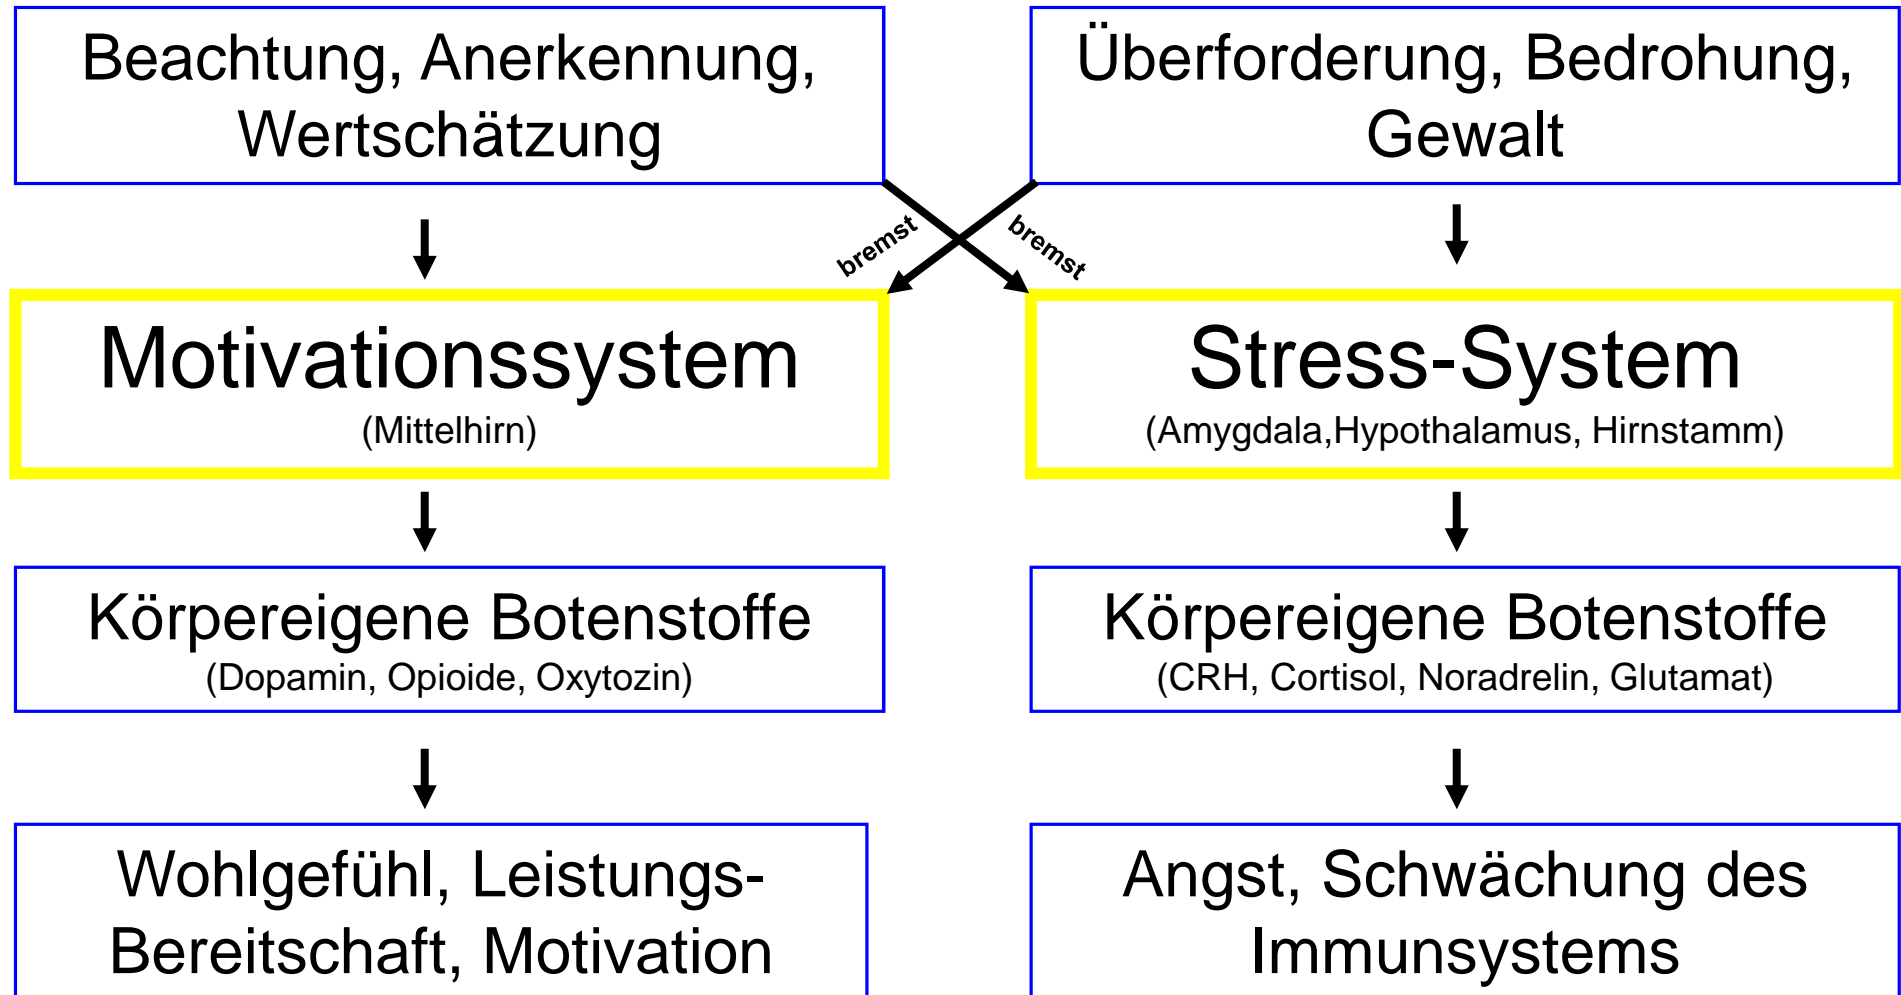 Beachtung, Anerkennung,
Wertschätzung
Überforderung, Bedrohung,
Gewalt
bremst
bremst
Motivationssystem
(Mittelhirn)
Stress-System
(Amygdala,Hypothalamus, Hirnstamm)
Körpereigene Botenstoffe
(Dopamin, Opioide, Oxytozin)
Körpereigene Botenstoffe
(CRH, Cortisol, Noradrelin, Glutamat)
Wohlgefühl, Leistungs-
Bereitschaft, Motivation
Angst, Schwächung des
Immunsystems